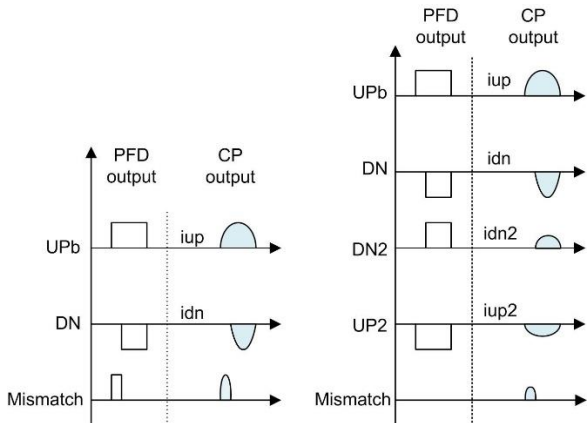 PFD output
CP output
UPb
iup
DN
idn
Mismatch
PFD output
CP output
UPb
iup
DN
idn
DN2
idn2
UP2
iup2
Mismatch